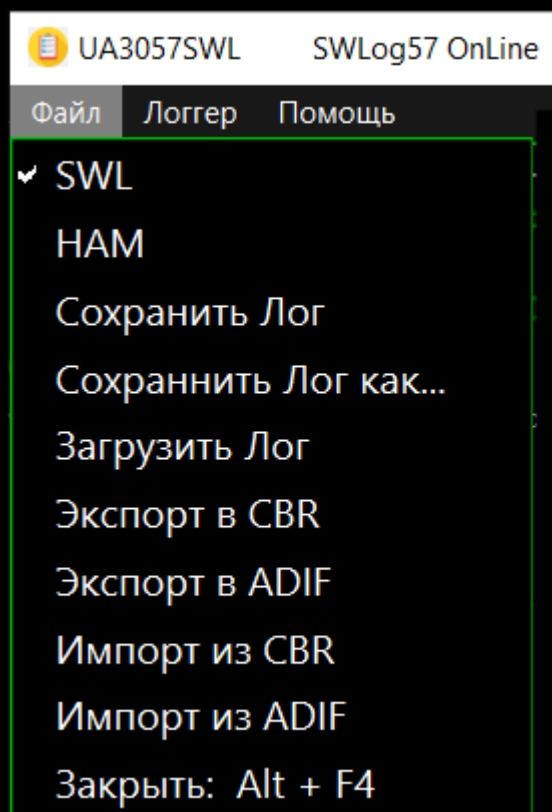 UA3057SWL SWLog57 OnLine
Файл Логгер Помощь
SWL
HAM
Сохранить Лог
Сохраннить Лог как...
Загрузить Лог
Экспорт в CBR
Экспорт в ADIF
Импорт из CBR
Импорт из ADIF
Закрыть: Alt + F4